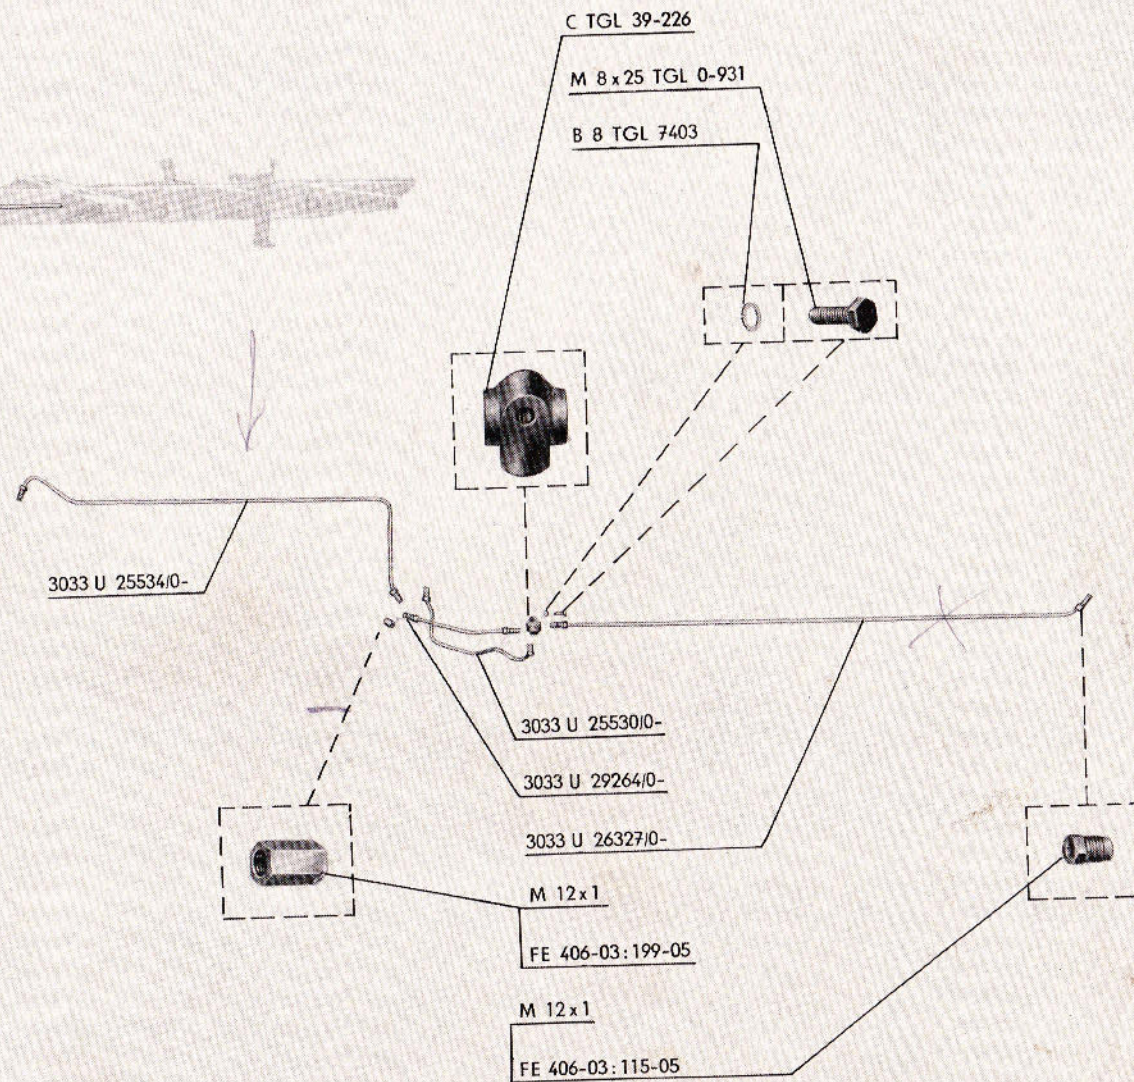 C TGL 39-226
M 8 x 25 TGL 0-931
B 8 TGL 7403
3033 U 25534/0-
3033 U 25530/0-
3033 U 29264/0-
3033 U 26327/0-
M 12 x 1
FE 406-03:199-05
M 12 x 1
FE 406-03:115-05